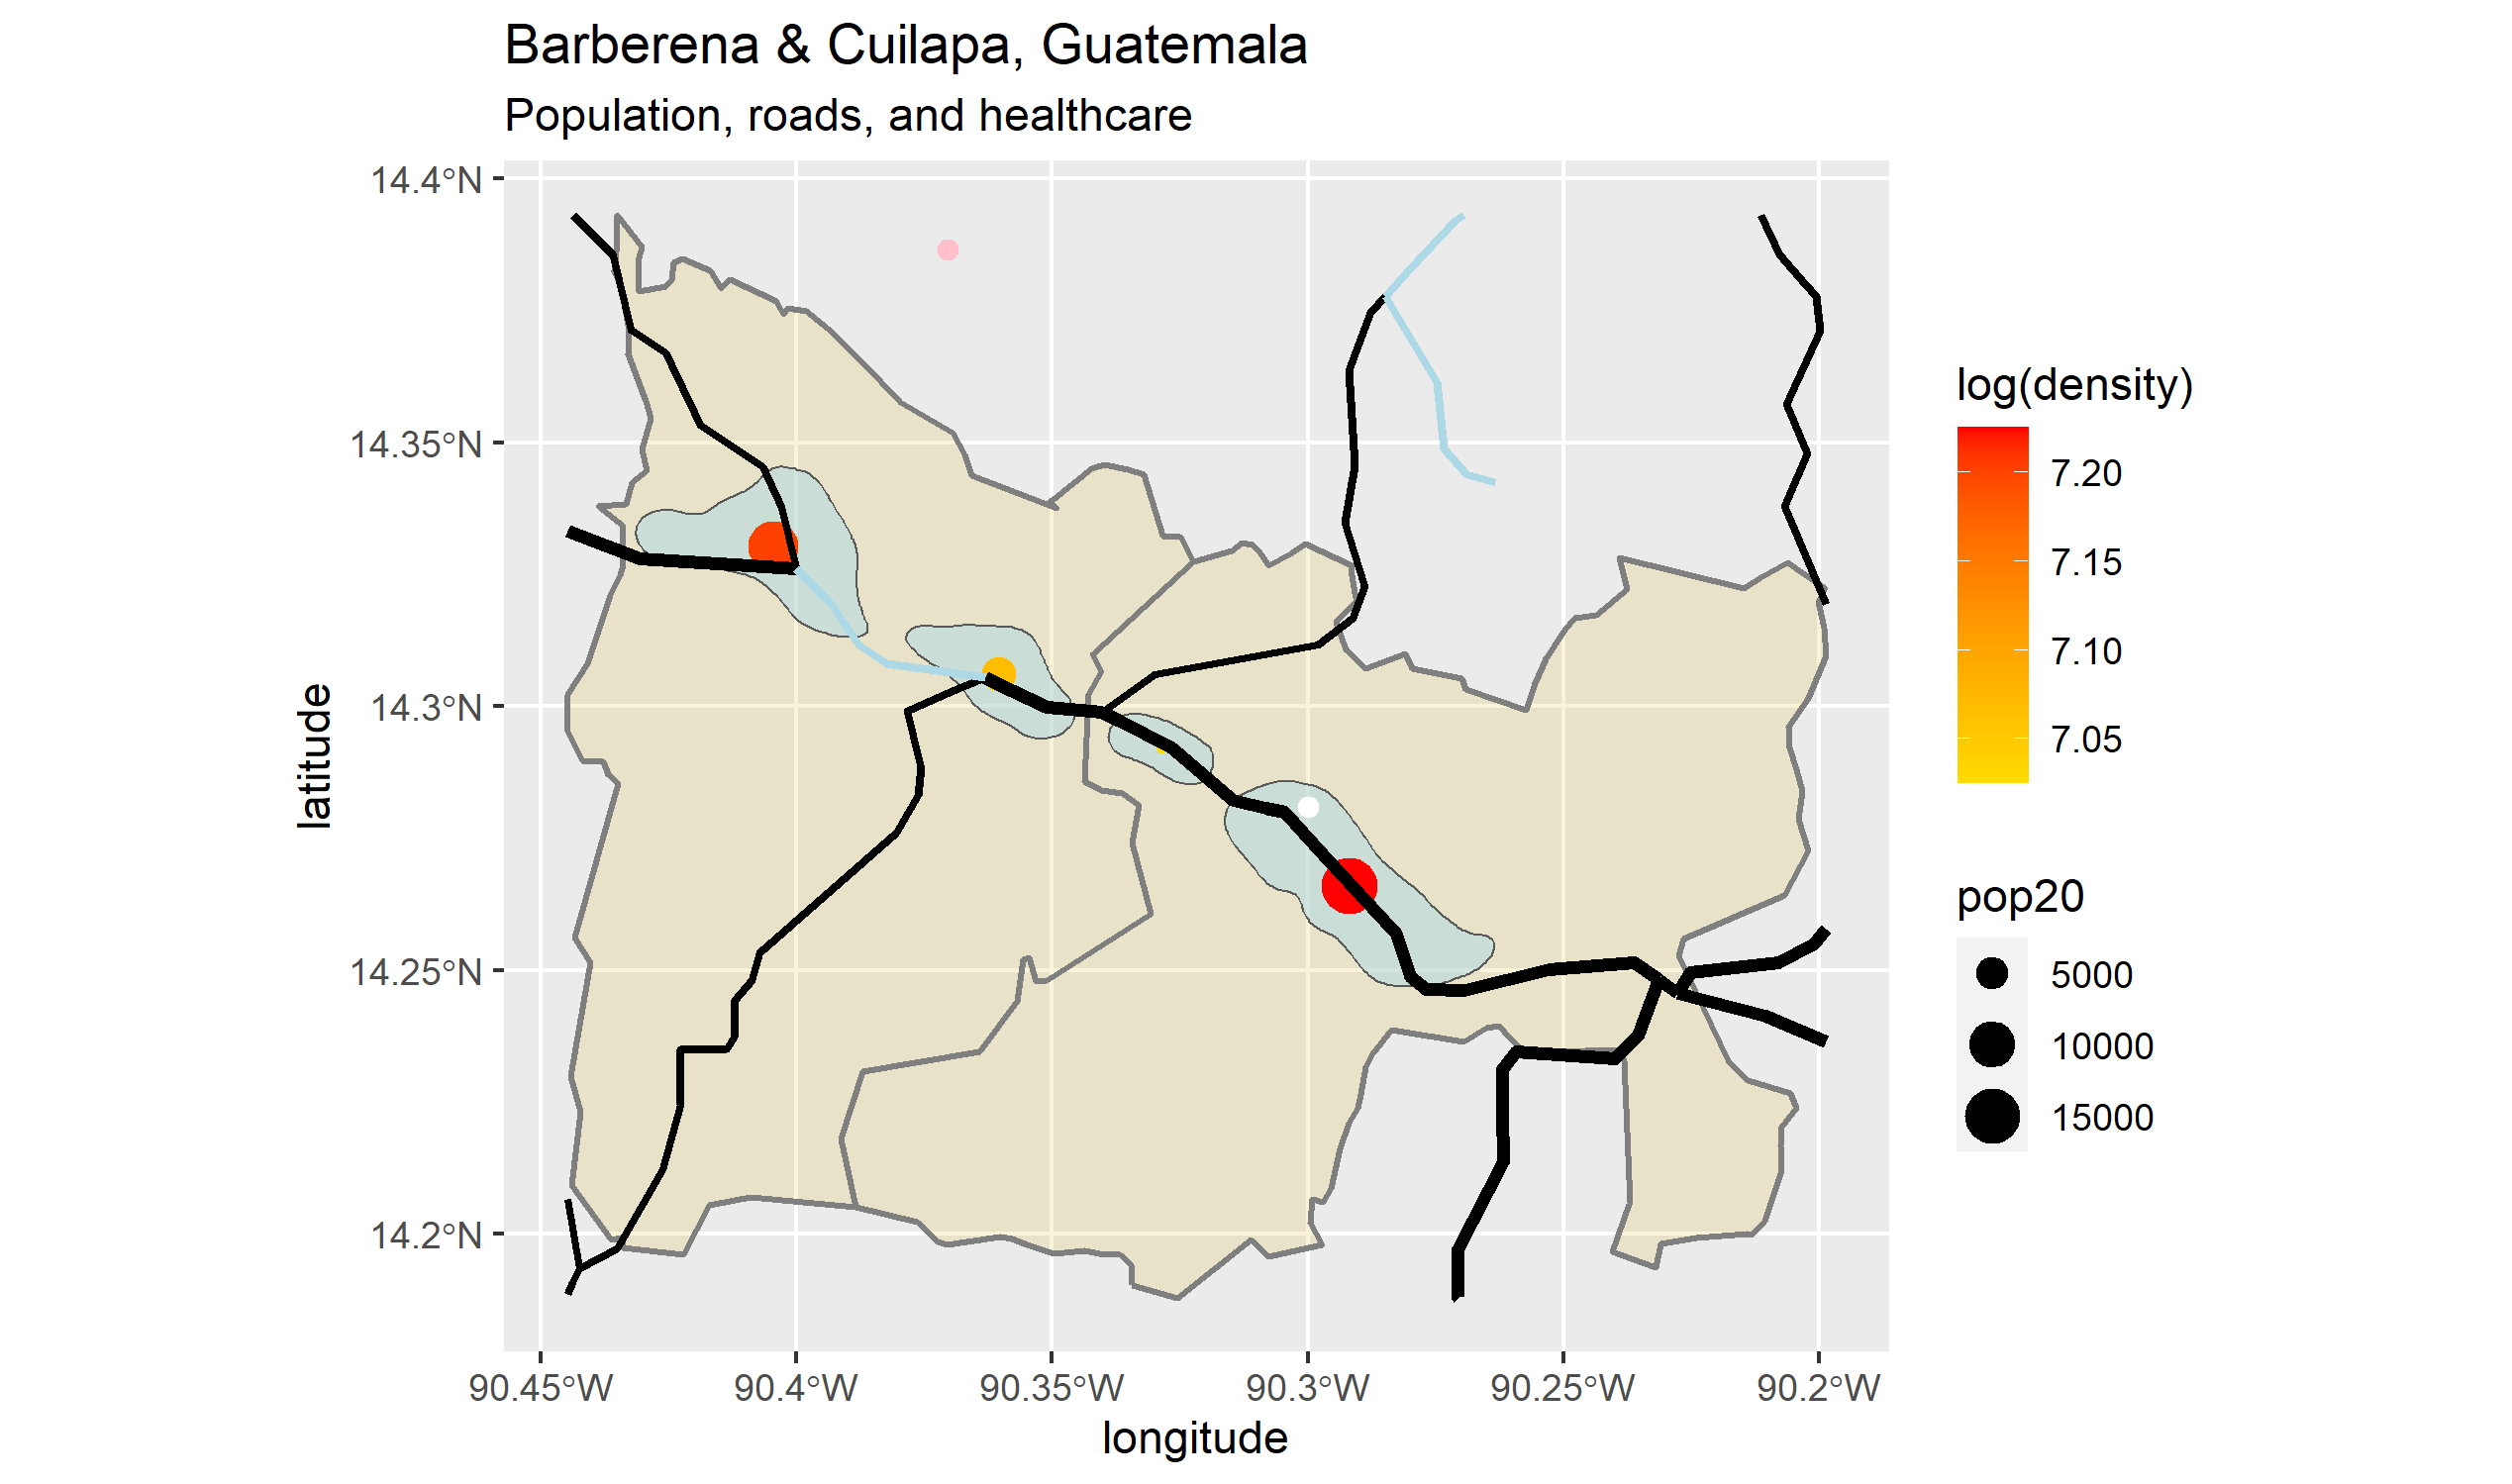 Barberena & Cuilapa, Guatemala
Population, roads, and healthcare
14.4°N
14.35°N
14.3°N
14.25°N
14.2°N
latitude
90.45°W
90.4°W
90.35°W
90.3°W
90.25°W
90.2°W
longitude
log(density)
7.20
7.15
7.10
7.05
pop20
5000
10000
15000